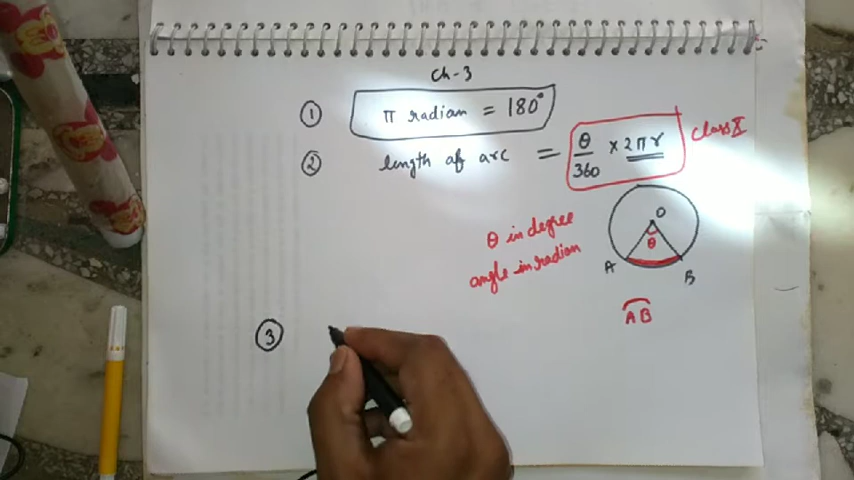 Ch-3
① π radian = 180°
② length of arc = θ/360 × 2πr class X
O
θ
θ in degree
angle in radian
A B
AB
③